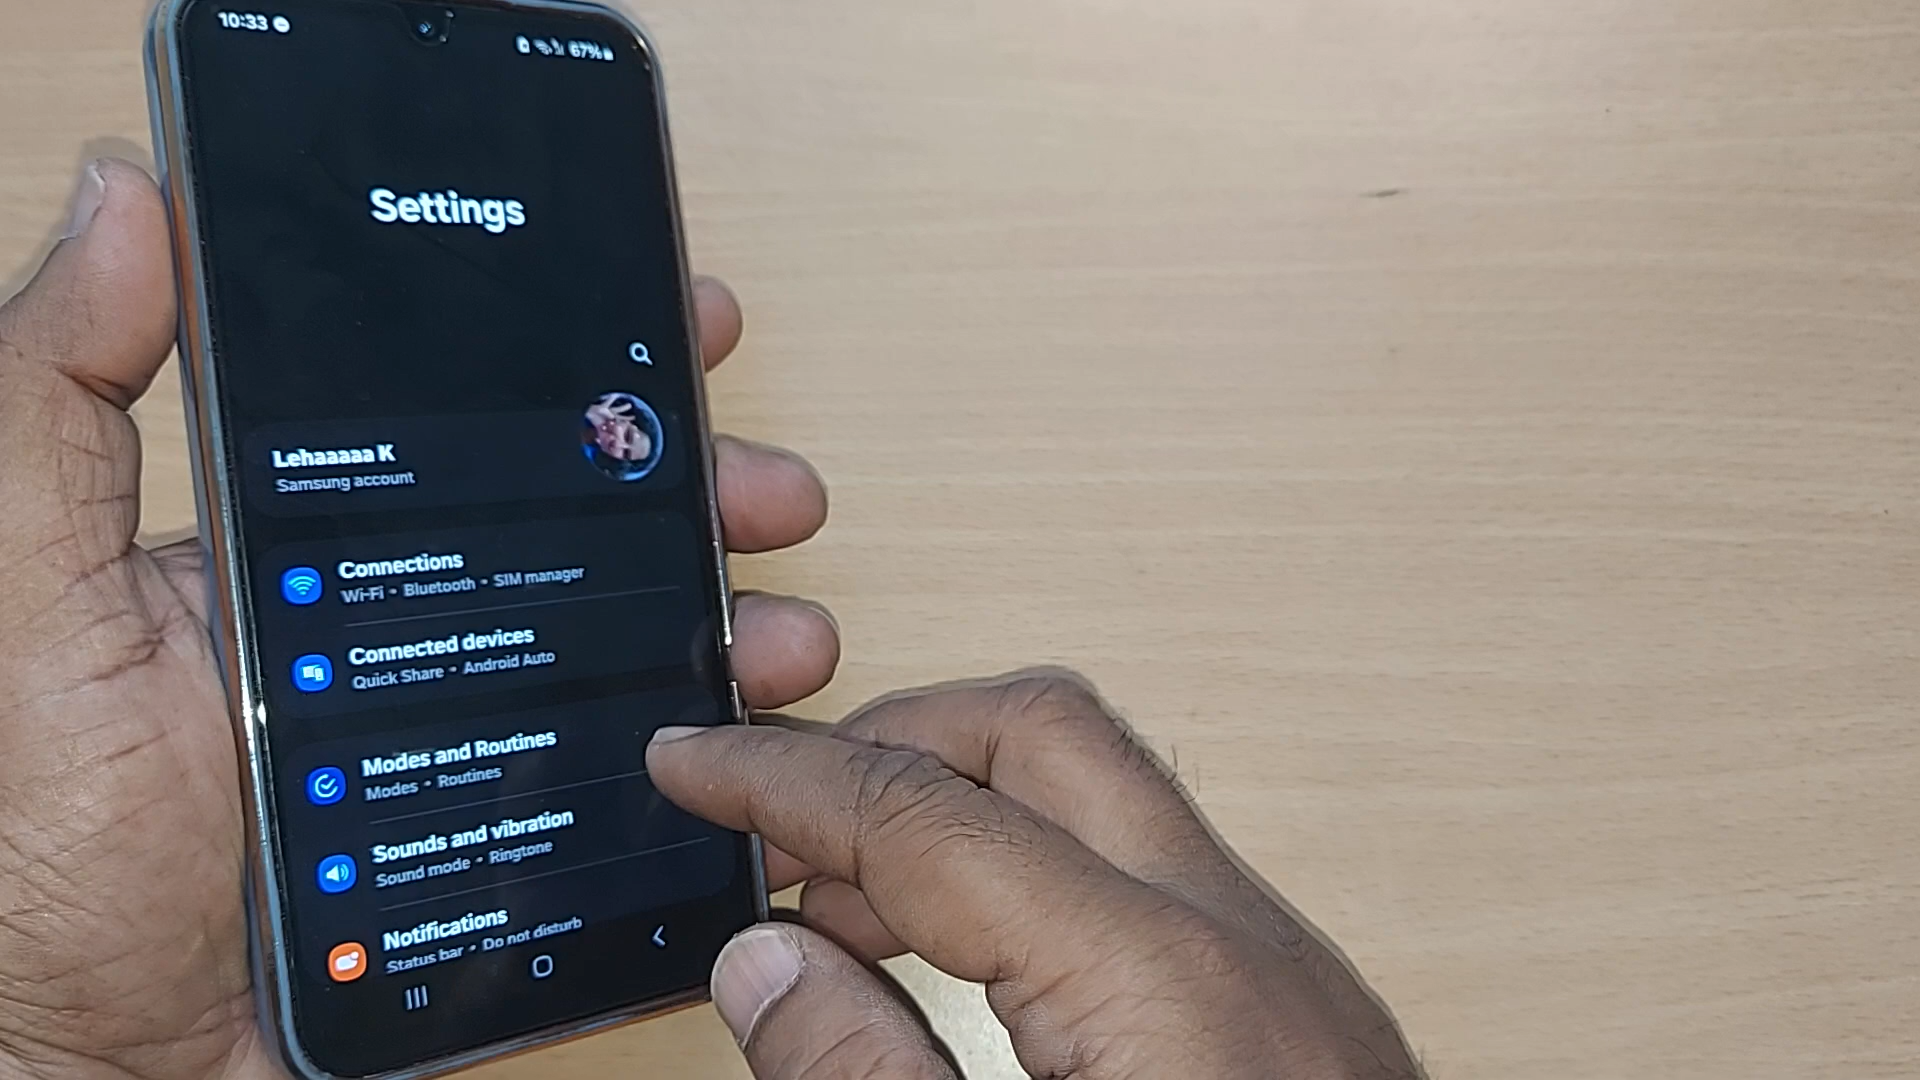 10:33
67%
Settings
Lehaaaaa K
Samsung account
Connections
Wi-Fi • Bluetooth • SIM manager
Connected devices
Quick Share • Android Auto
Modes and Routines
Modes • Routines
Sounds and vibration
Sound mode • Ringtone
Notifications
Status bar • Do not disturb